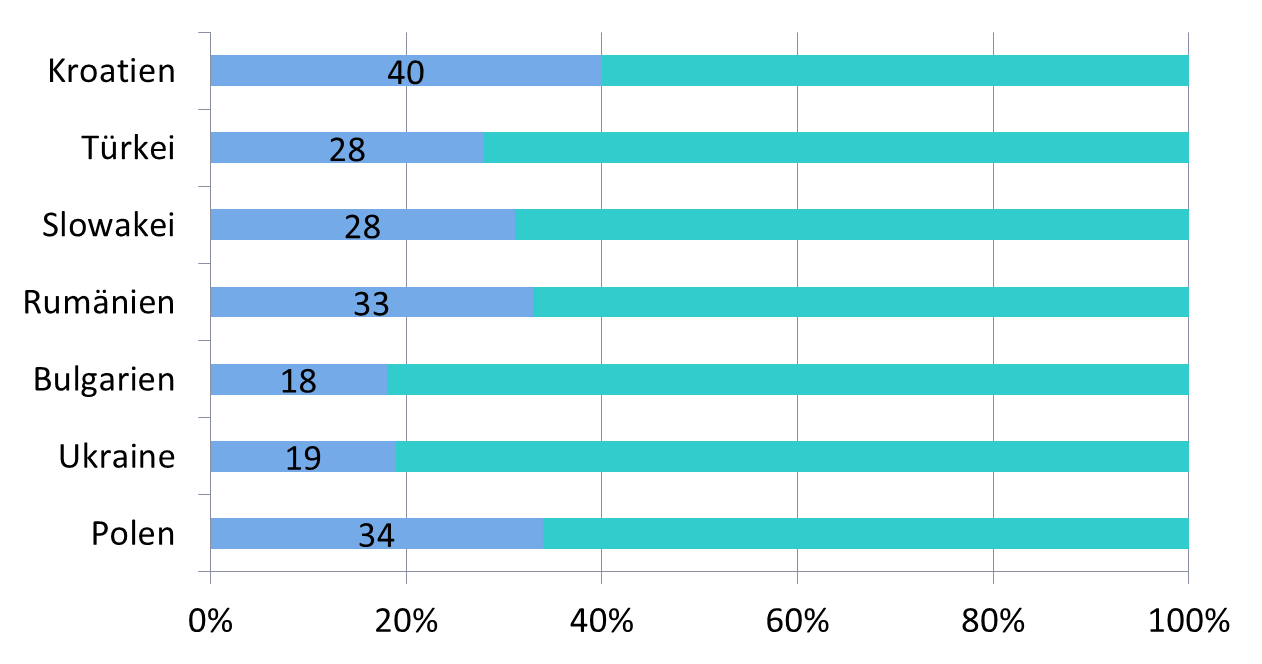 Kroatien 40
Türkei 28
Slowakei 28
Rumänien 33
Bulgarien 18
Ukraine 19
Polen 34
0% 20% 40% 60% 80% 100%